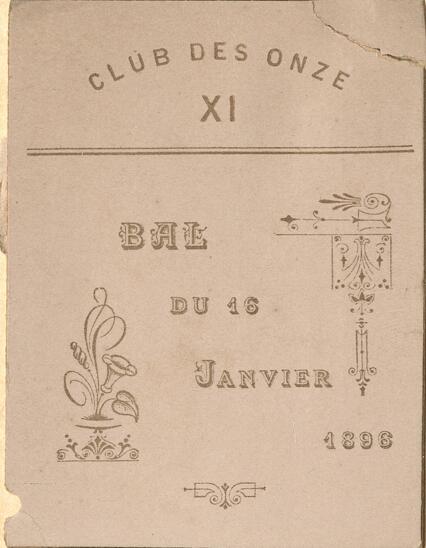 CLUB DES ONZE
XI
BAL
DU 16
JANVIER
1896